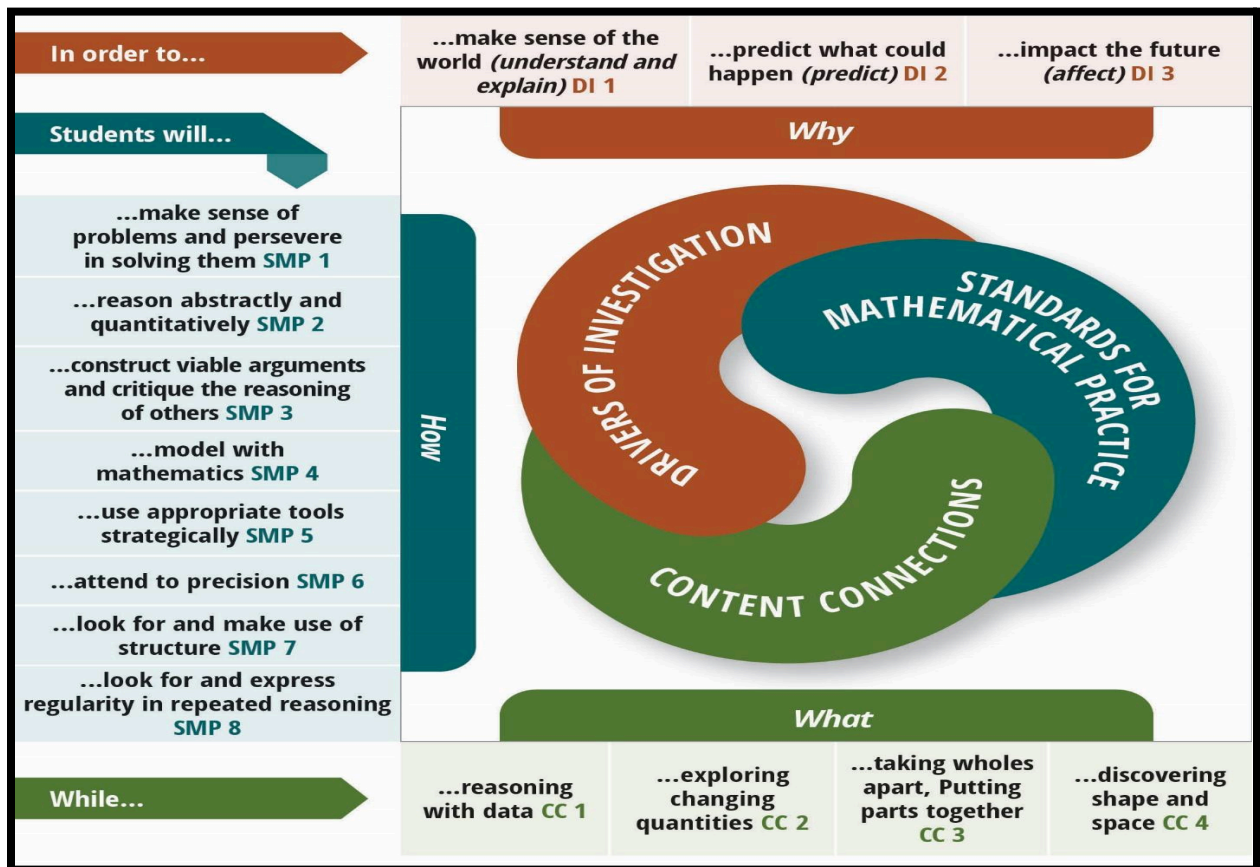 In order to...
...make sense of the
world (understand and
explain) DI 1
...predict what could
happen (predict) DI 2
...impact the future
(affect) DI 3
Students will...
Why
...make sense of
problems and persevere
in solving them SMP 1
...reason abstractly and
quantitatively SMP 2
...construct viable arguments
and critique the reasoning
of others SMP 3
...model with
mathematics SMP 4
...use appropriate tools
strategically SMP 5
...attend to precision SMP 6
...look for and make use of
structure SMP 7
...look for and express
regularity in repeated reasoning
SMP 8
How
DRIVERS OF INVESTIGATION
STANDARDS FOR
MATHEMATICAL PRACTICE
CONTENT CONNECTIONS
What
While...
...reasoning
with data CC 1
...exploring
changing
quantities CC 2
...taking wholes
apart, Putting
parts together
CC 3
...discovering
shape and
space CC 4